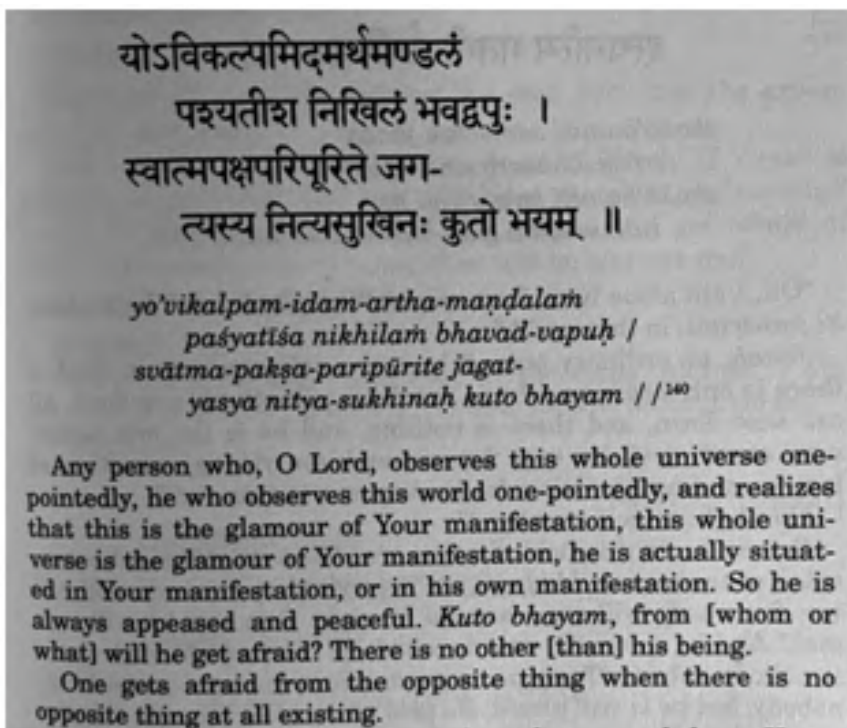 योऽविकल्पमिदमर्थमण्डलं
पश्यतीश निखिलं भवद्वपुः ।
स्वात्मपक्षपरिपूरिते जग-
त्यस्य नित्यसुखिनः कुतो भयम् ॥
yo'vikalpam-idam-artha-maṇḍalaṁ
paśyatīśa nikhilaṁ bhavad-vapuḥ /
svātma-pakṣa-paripūrite jagat-
yasya nitya-sukhinaḥ kuto bhayam //¹⁴⁰
Any person who, O Lord, observes this whole universe one-
pointedly, he who observes this world one-pointedly, and realizes
that this is the glamour of Your manifestation, this whole uni-
verse is the glamour of Your manifestation, he is actually situat-
ed in Your manifestation, or in his own manifestation. So he is
always appeased and peaceful. Kuto bhayam, from [whom or
what] will he get afraid? There is no other [than] his being.
One gets afraid from the opposite thing when there is no
opposite thing at all existing.